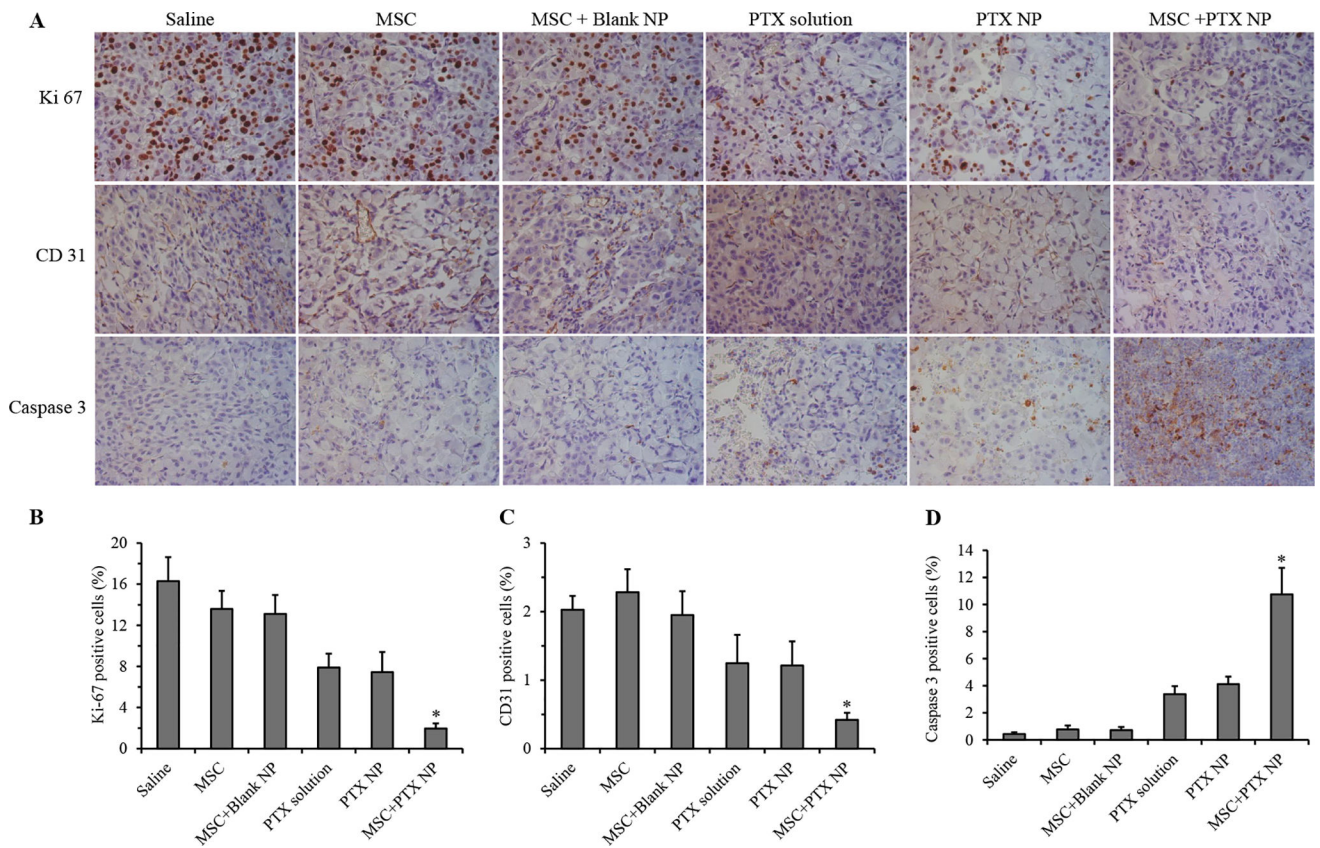 A
Saline
MSC
MSC + Blank NP
PTX solution
PTX NP
MSC +PTX NP
Ki 67
CD 31
Caspase 3
B
Ki-67 positive cells (%)
20
16
12
8
4
0
*
Saline
MSC
MSC+Blank NP
PTX solution
PTX NP
MSC+PTX NP
C
CD31 positive cells (%)
3
2
1
0
*
Saline
MSC
MSC+Blank NP
PTX solution
PTX NP
MSC+PTX NP
D
Caspase 3 positive cells (%)
14
12
10
8
6
4
2
0
*
Saline
MSC
MSC+Blank NP
PTX solution
PTX NP
MSC+PTX NP